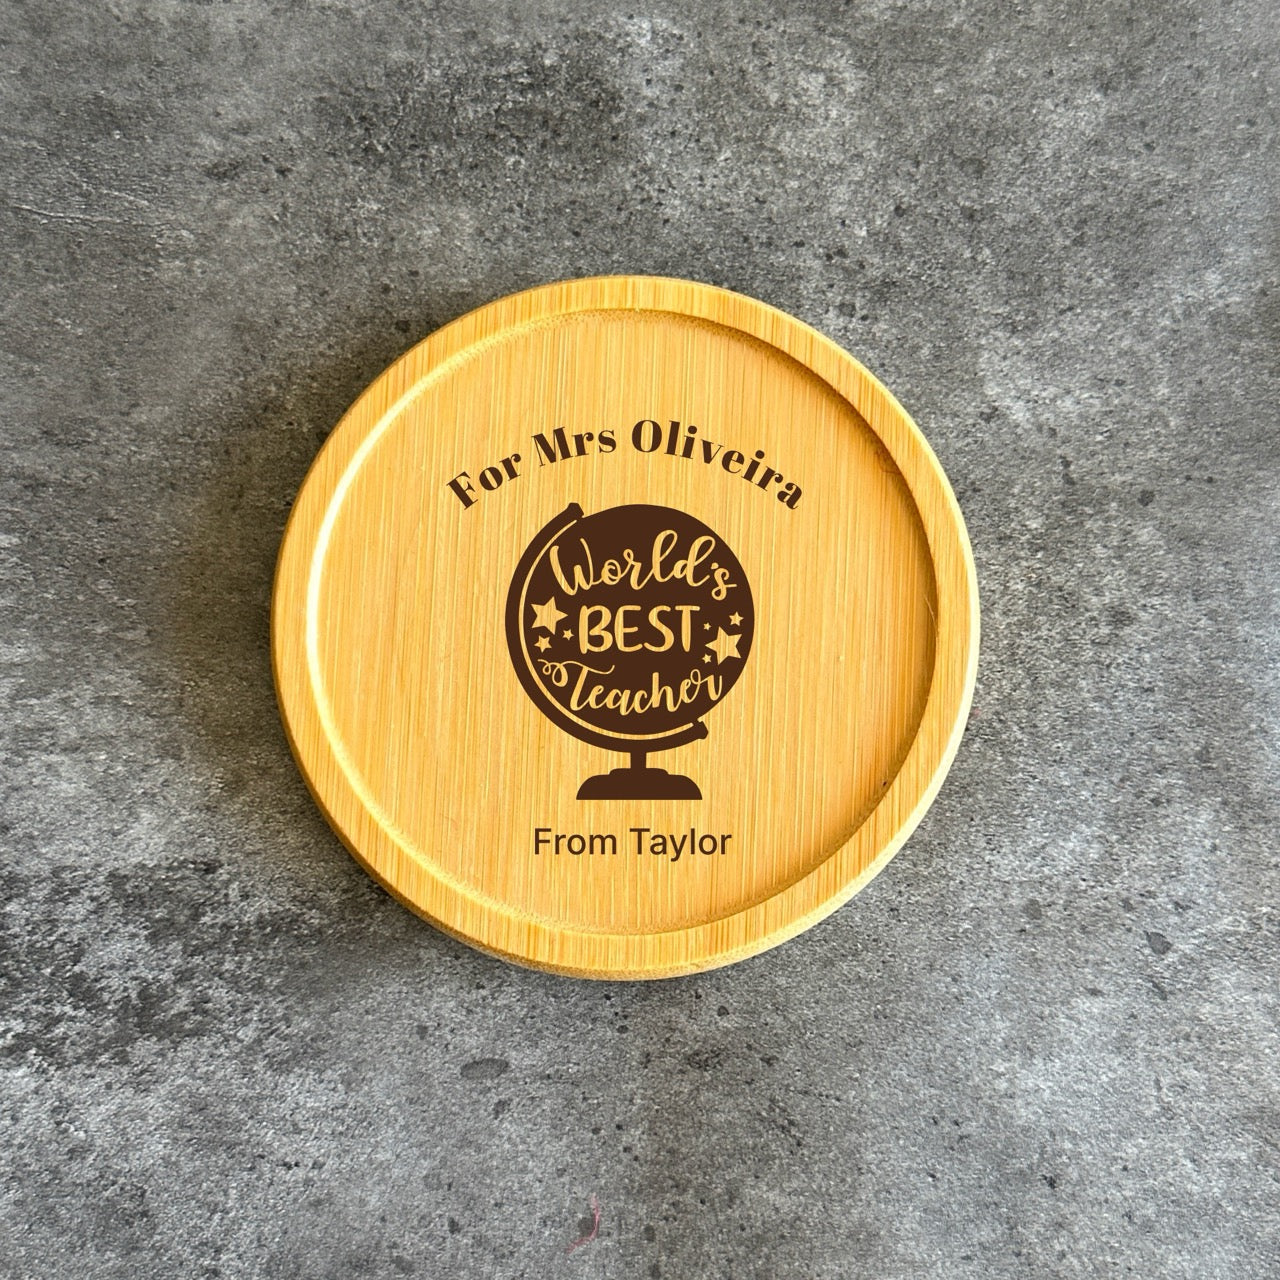 For Mrs Oliveira
World's
BEST
Teacher
From Taylor